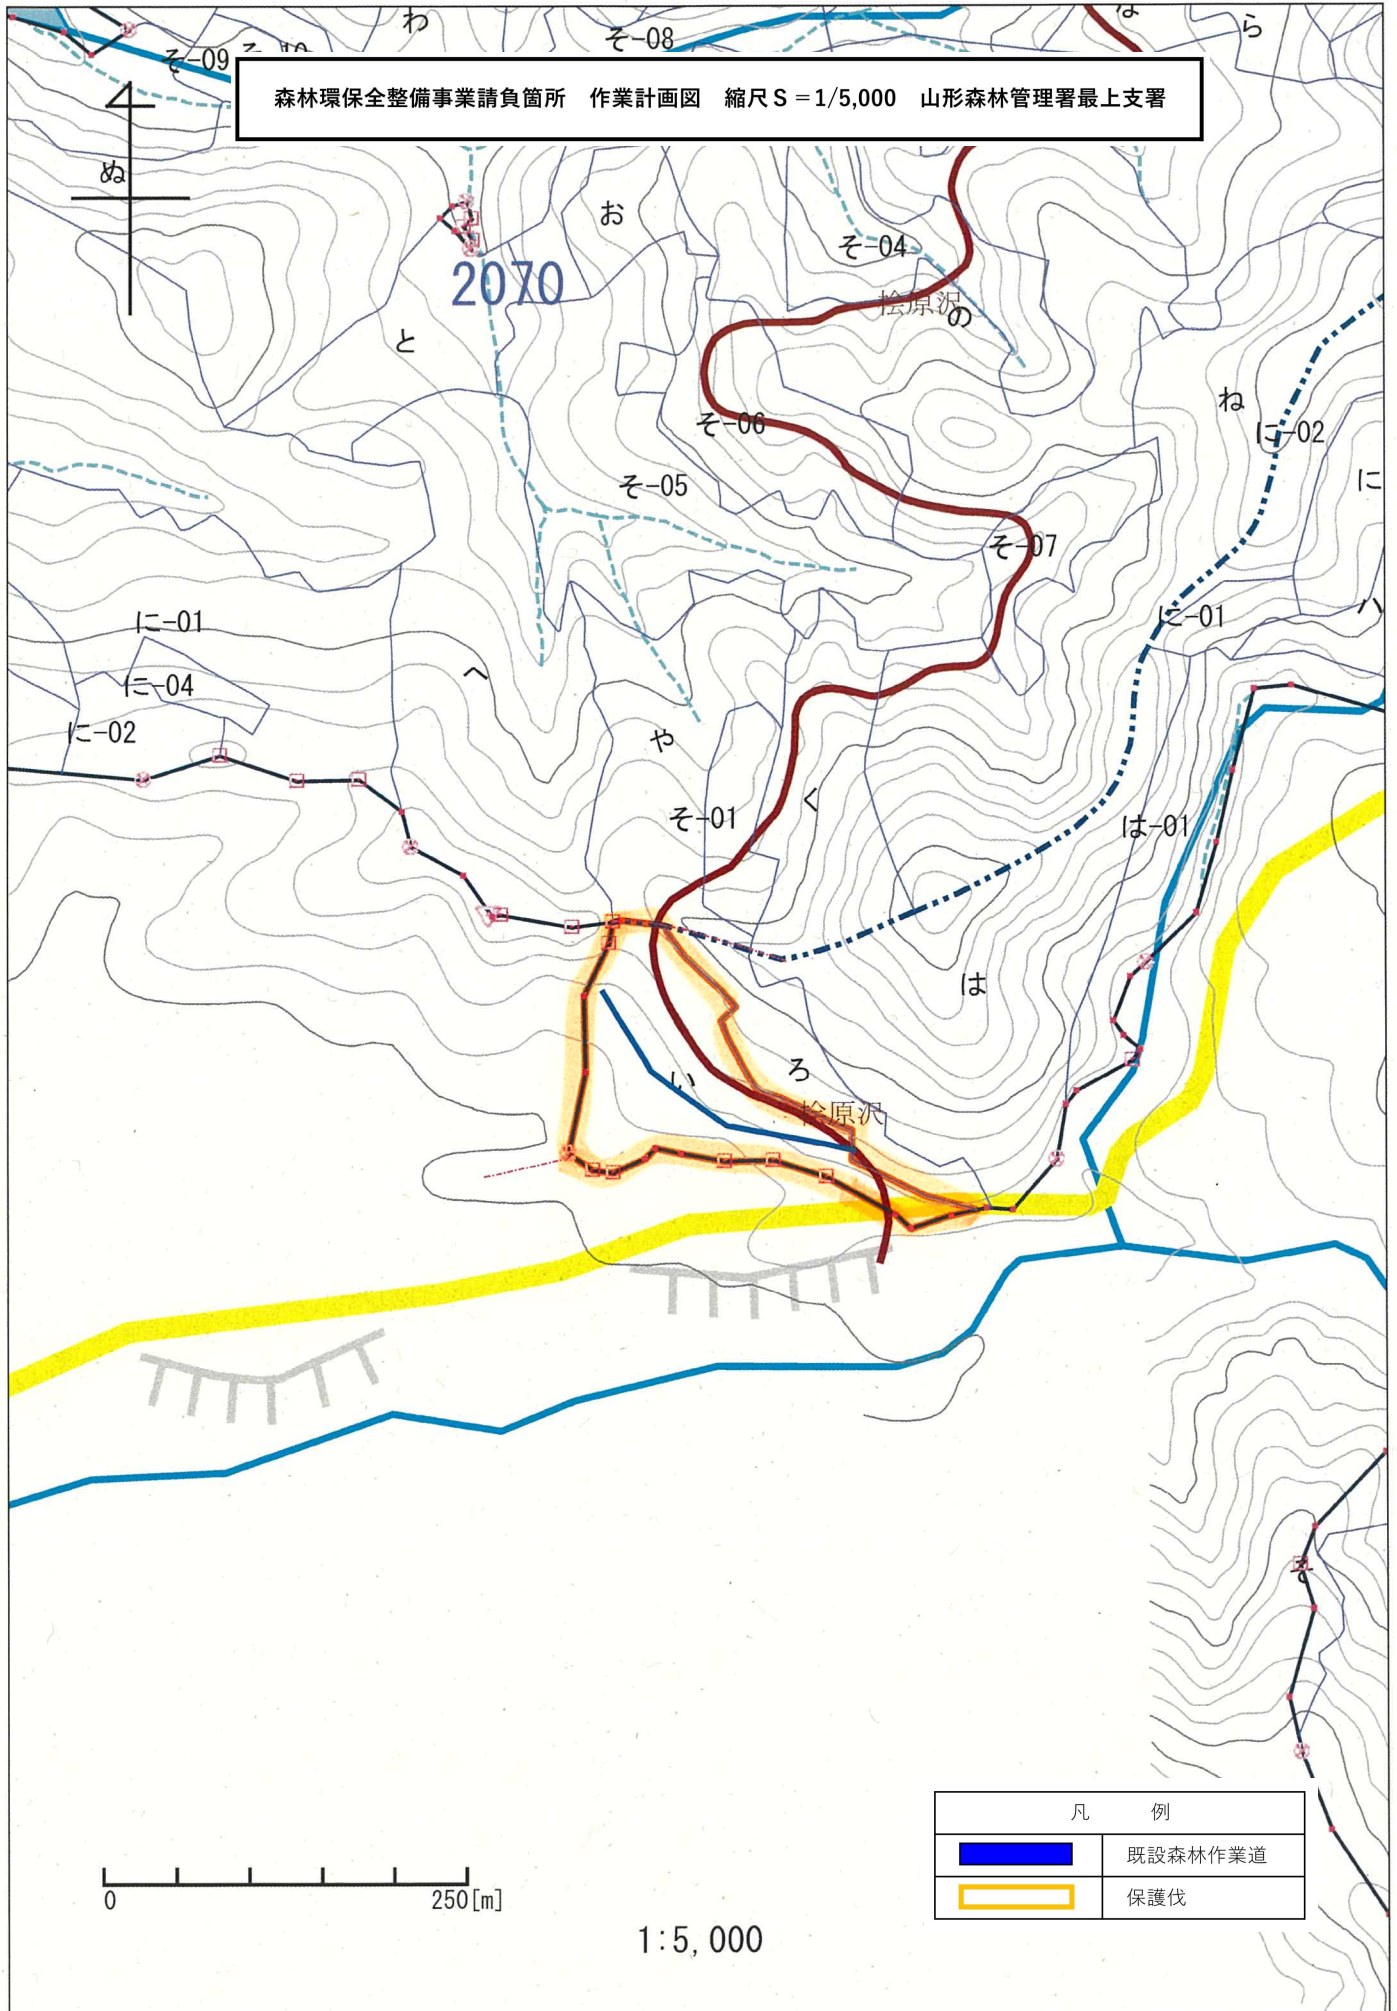 わ
そ-08
な
ら
そ-09
森林環境保全整備事業請負箇所　作業計画図　縮尺S=1/5,000　山形森林管理署最上支署
ぬ
お
そ-04
2070
桧原沢
の
と
ね
そ-06
に-02
そ-05
に
そ-07
ハ
に-01
に-01
へ
に-04
に-02
や
く
そ-01
は-01
は
ろ
い
桧原沢
凡　例
既設森林作業道
保護伐
0
250[m]
1:5,000